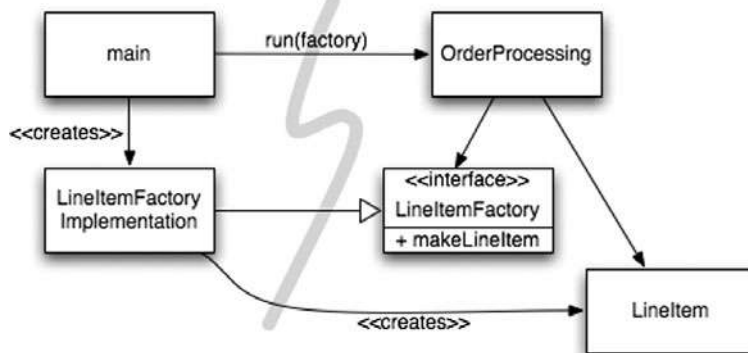 main
run(factory)
OrderProcessing
<<creates>>
LineItemFactory
Implementation
<<interface>>
LineItemFactory
+ makeLineItem
<<creates>>
LineItem